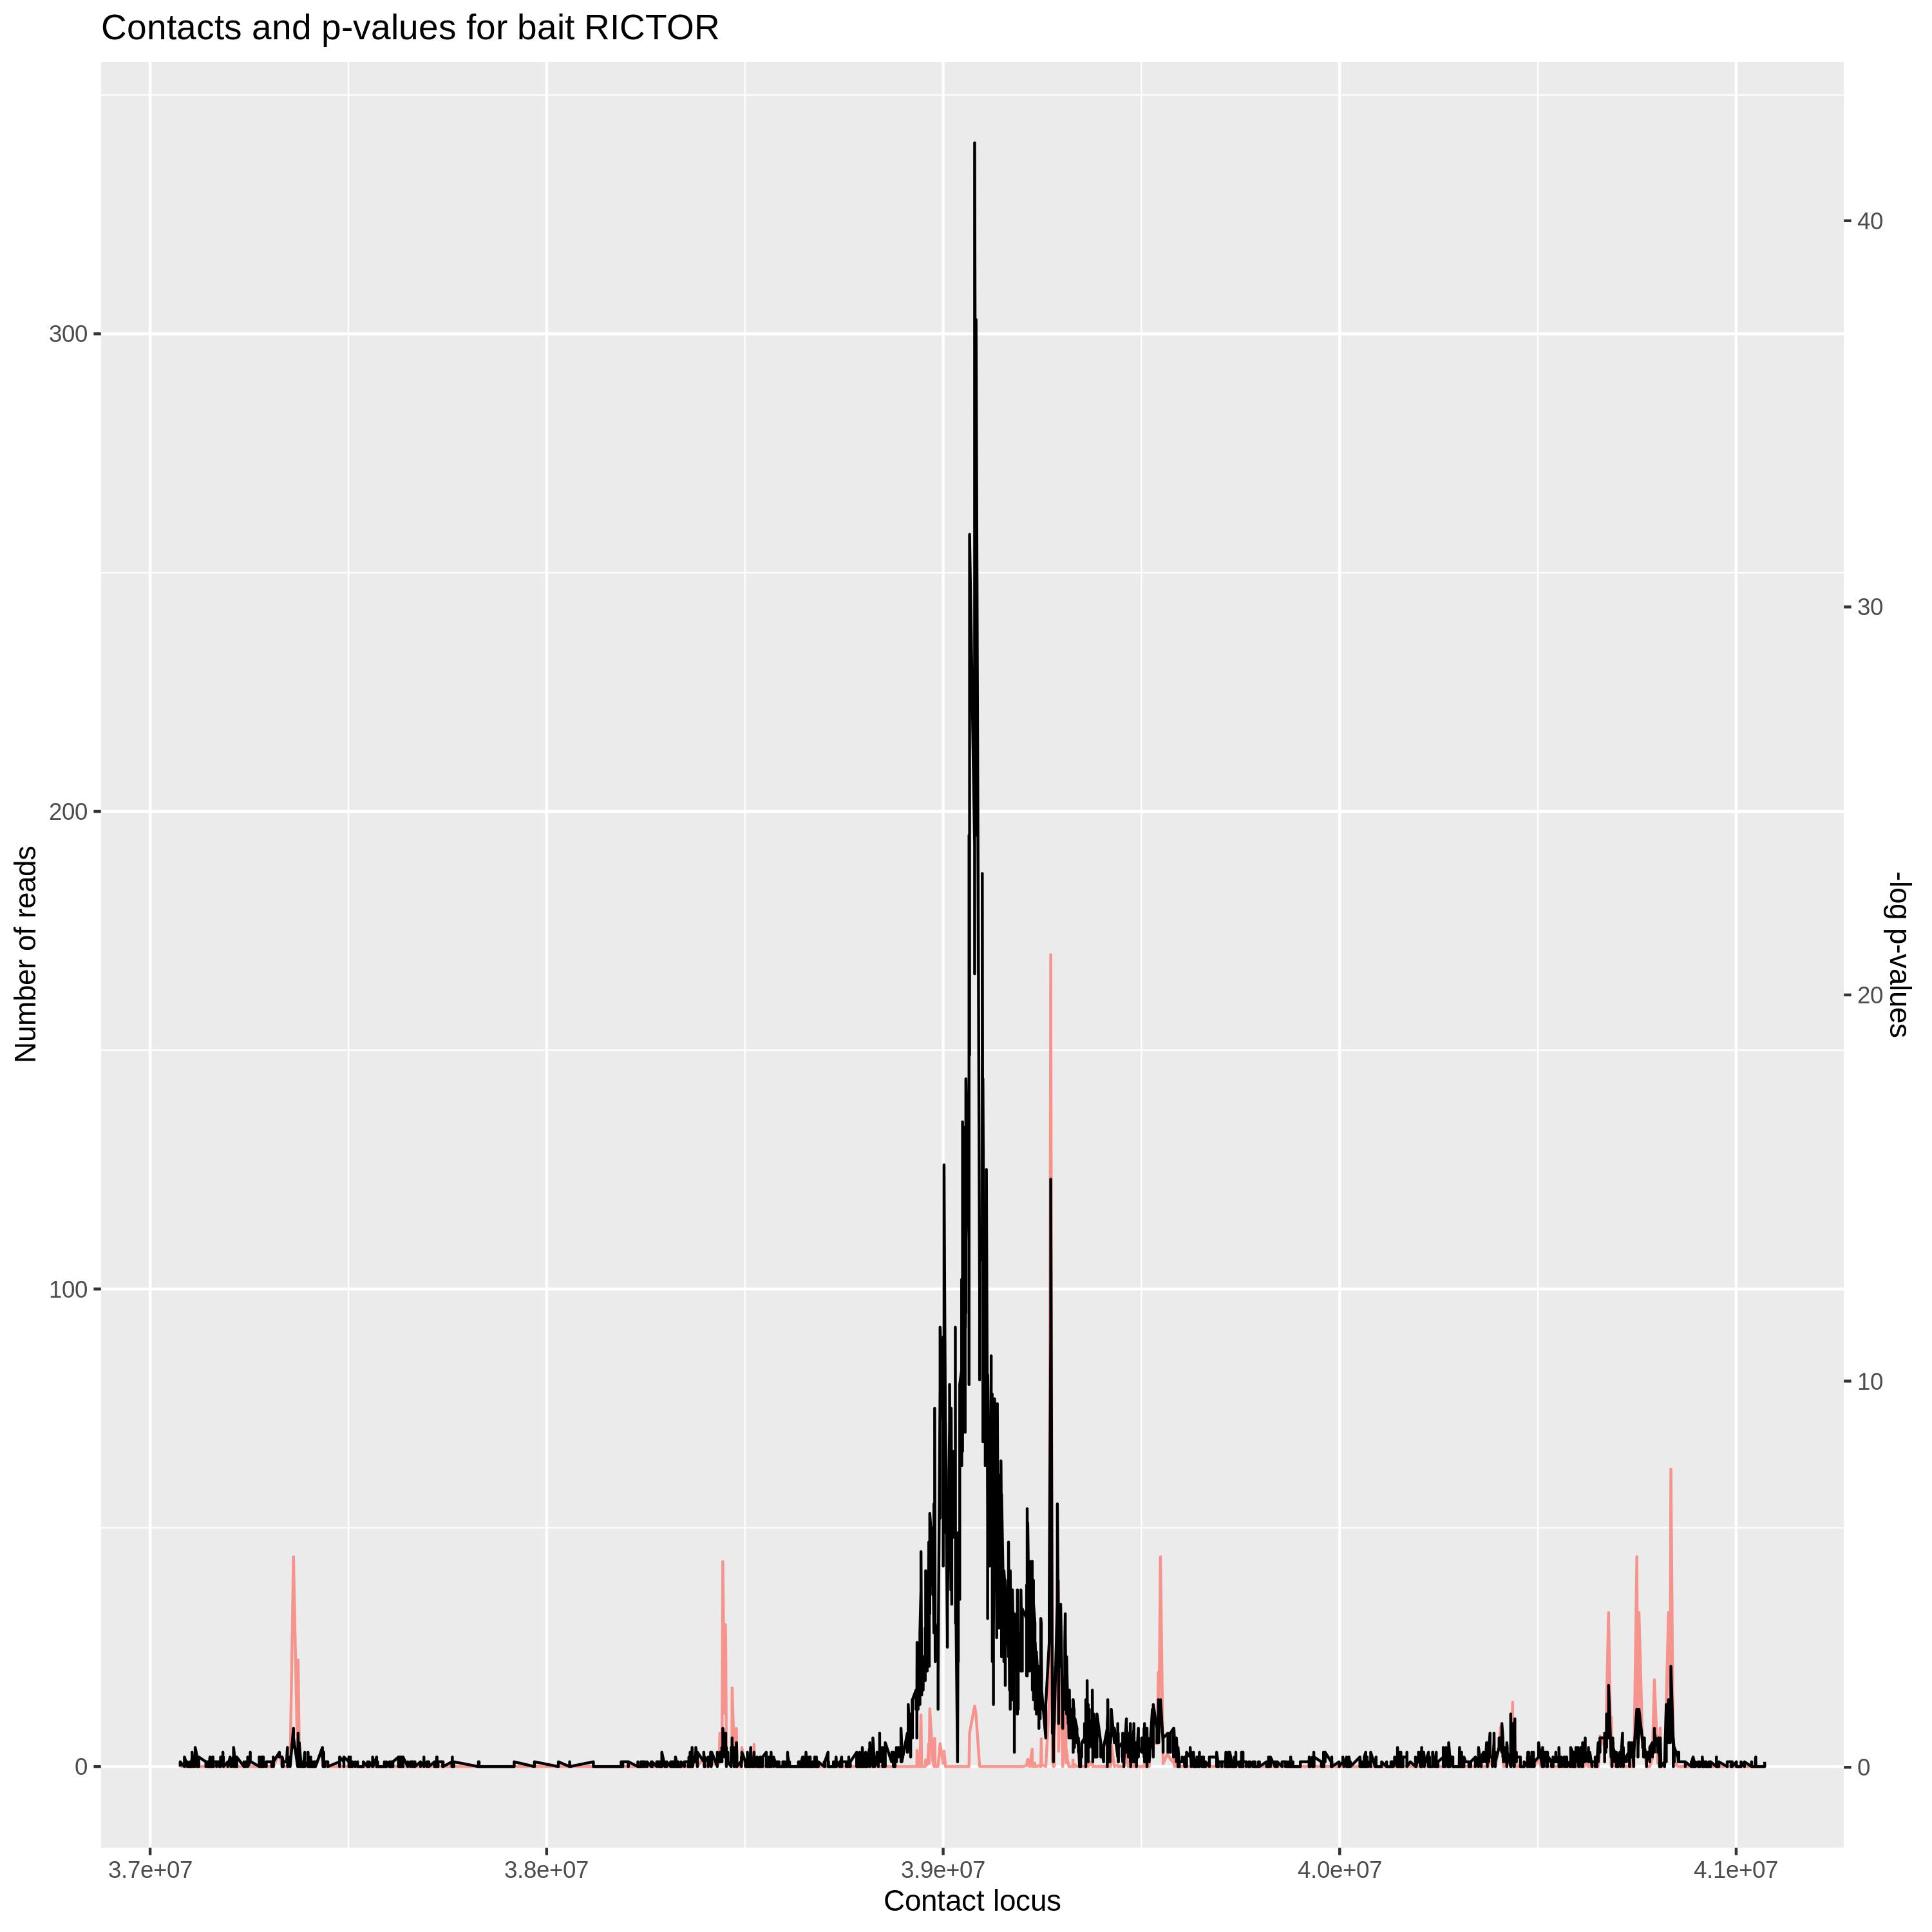 Contacts and p-values for bait RICTOR
Number of reads
300
200
100
0
40
30
20
10
0
-log p-values
3.7e+07
3.8e+07
3.9e+07
4.0e+07
4.1e+07
Contact locus